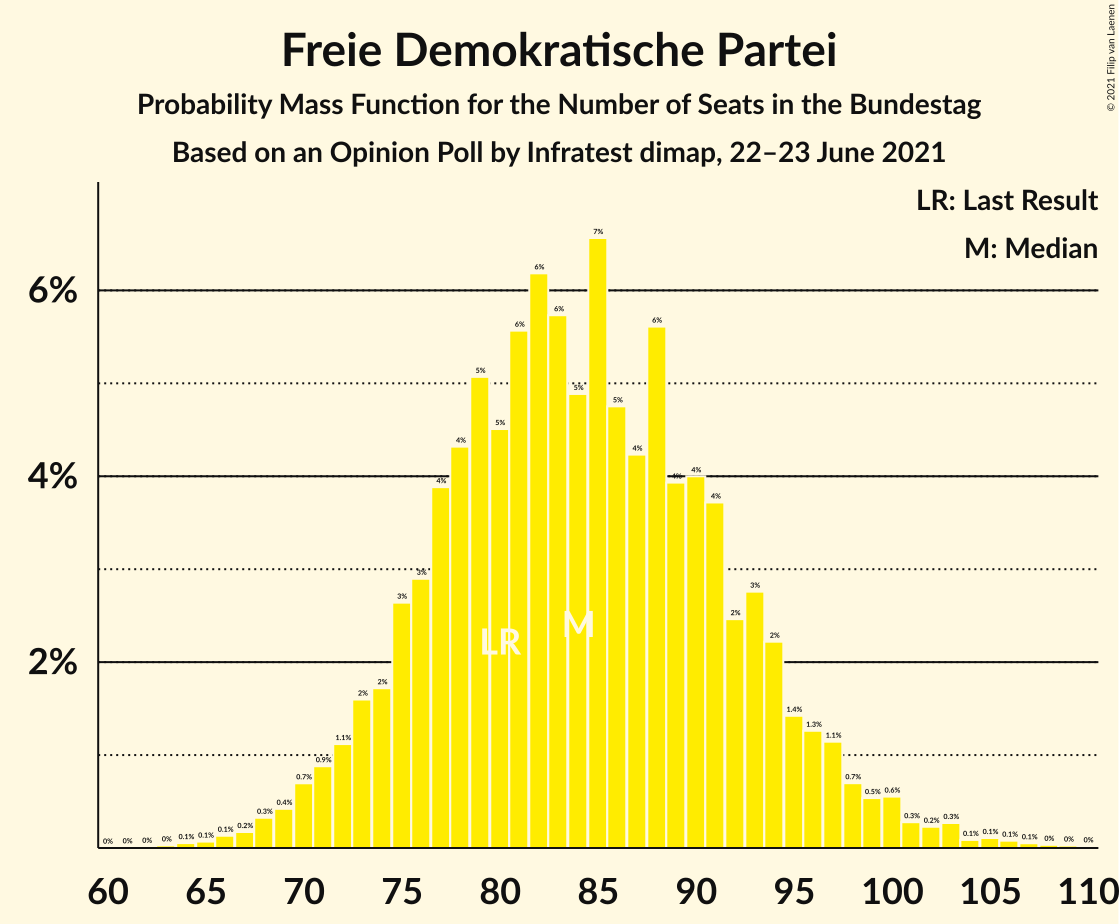 © 2021 Filip van Laenen
Freie Demokratische Partei
Probability Mass Function for the Number of Seats in the Bundestag
Based on an Opinion Poll by Infratest dimap, 22–23 June 2021
LR: Last Result
M: Median
6%
4%
2%
0% 0% 0% 0% 0.1% 0.1% 0.1% 0.2% 0.3% 0.4% 0.7% 0.9% 1.1% 2% 2% 3% 3% 4% 4% 5% 5% 6% 6% 6% 5% 7% 5% 4% 6% 4% 4% 4% 2% 3% 2% 1.4% 1.3% 1.1% 0.7% 0.5% 0.6% 0.3% 0.2% 0.3% 0.1% 0.1% 0.1% 0.1% 0% 0% 0%
LR M
60 65 70 75 80 85 90 95 100 105 110